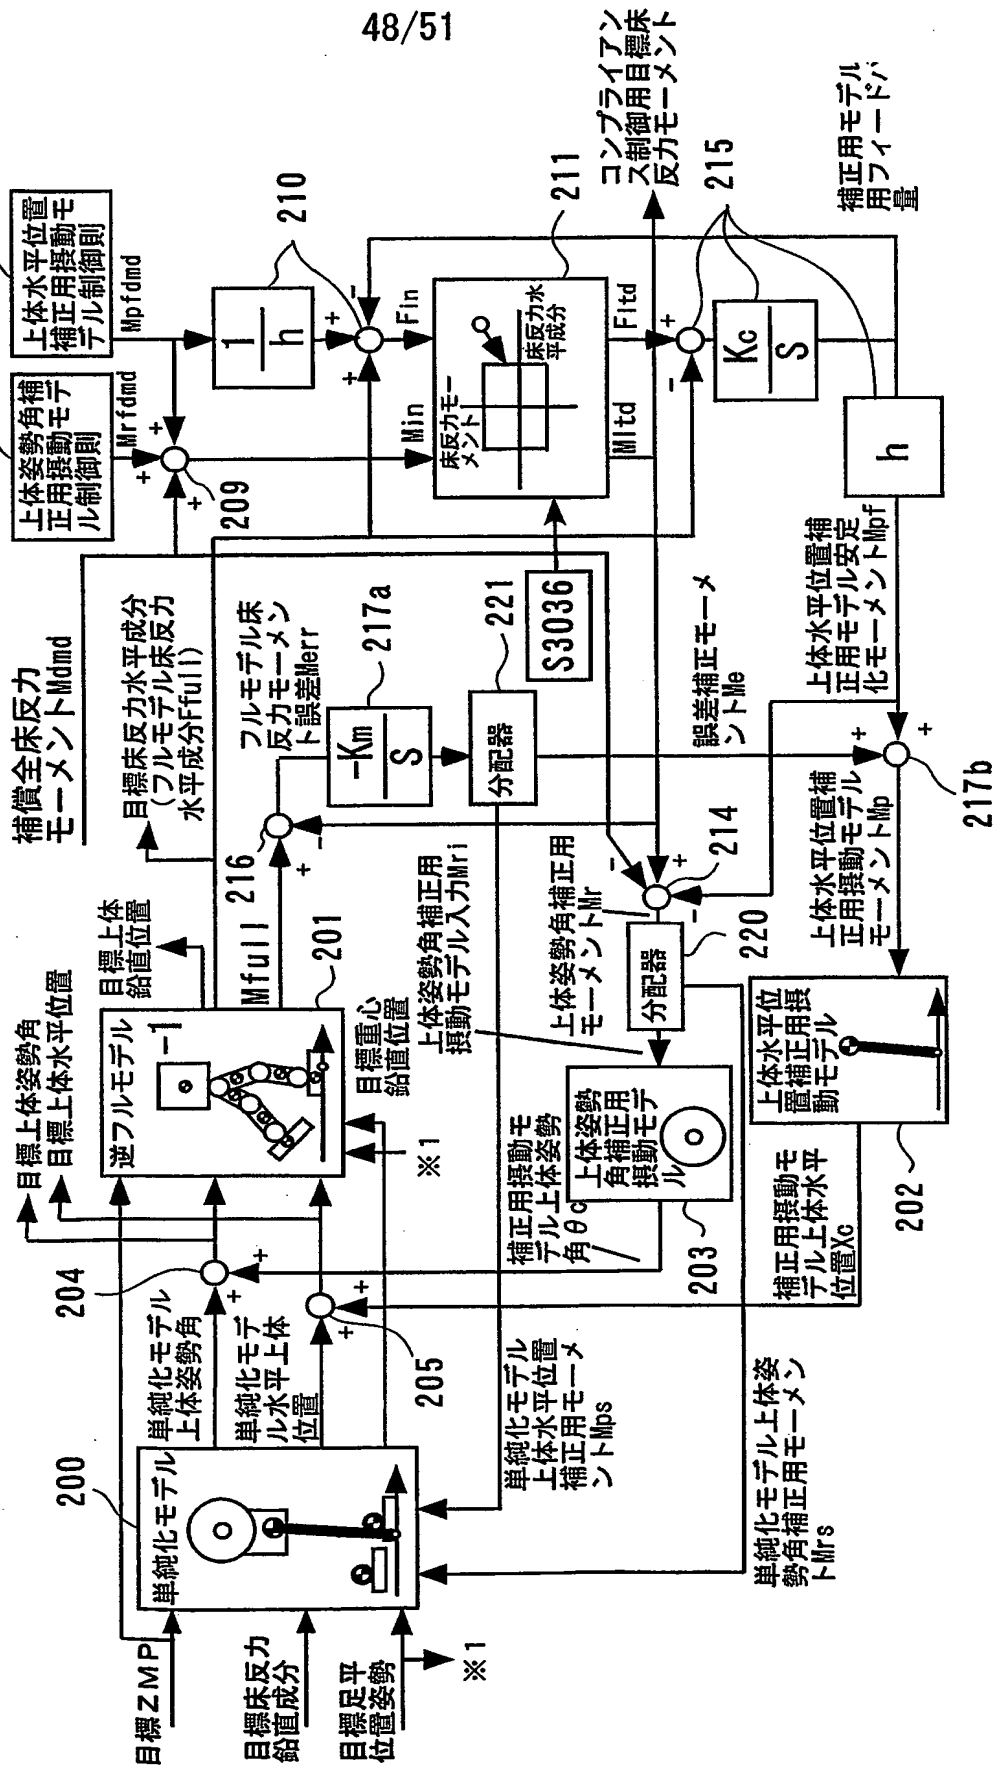 48/51
目標ZMP
目標床反力
鉛直成分
目標足平
位置姿勢
※1
200
単純化モデル
単純化モデル
上体姿勢角
単純化モデ
ル水平上体
位置
204
+
+
205
+
+
目標上体姿勢角
目標上体水平位置
逆フルモデル
-1
201
目標上体
鉛直位置
※1
目標重心
鉛直位置
補償全床反力
モーメントMdmd
目標床反力水平成分
(フルモデル床反力
水平成分Ffull)
Mfull
216
+
-
フルモデル床
反力モーメン
ト誤差Merr
-Km
S
217a
分配器
221
S3036
上体姿勢角補
正用摂動モデ
ル制御則
Mrfdmd
上体水平位置
補正用摂動モ
デル制御則
Mpfdmd
+
+
+
209
1
h
210
+
+
-
Min
Fin
床反力モー
メント
床反力水
平成分
211
Mltd
Fltd
コンプライアン
ス制御用目標床
反力モーメント
+
-
215
Kc
S
h
補正用モデル
用フィードバ
量
単純化モデル
上体水平位置
補正用モーメ
ントMps
上体姿勢角補正用
摂動モデル入力Mri
上体姿勢角補正用
モーメントMr
-
+
-
214
分配器
220
誤差補正モーメ
ントMe
上体水平位置補
正用モデル安定
化モーメントMpf
+
+
217b
上体水平位置補
正用摂動モデル
モーメントMp
補正用摂動モ
デル上体姿勢
角θc
上体姿勢
角補正用
摂動モデ
ル
203
上体水平位
置補正用摂
動モデル
202
補正用摂動モ
デル上体水平
位置Xc
単純化モデル上体姿
勢角補正用モーメン
トMrs